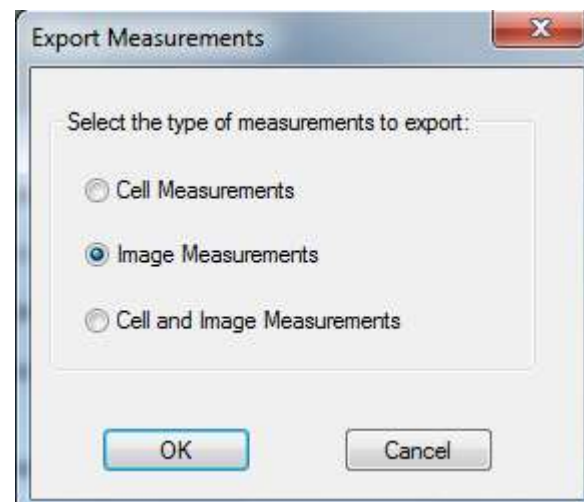 Export Measurements
Select the type of measurements to export:
Cell Measurements
Image Measurements
Cell and Image Measurements
OK
Cancel